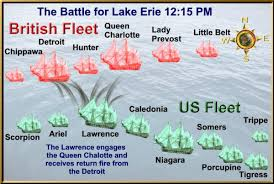 The Battle for Lake Erie 12:15 PM
British Fleet
Queen
Charlotte
Lady
Prevost
Little Belt
Detroit
Hunter
Chippawa
N
W
E
S
US Fleet
Caledonia
Trippe
Somers
Scorpion
Ariel
Lawrence
Niagara
Porcupine
Tigress
The Lawrence engages
the Queen Chalotte and
receives return fire from
the Detroit